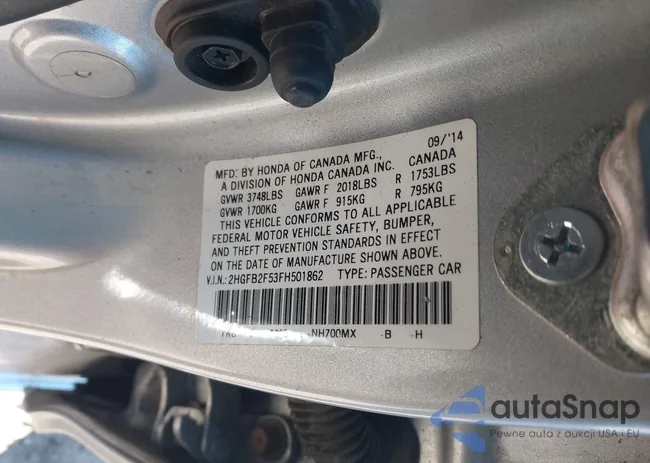 09/'14
MFD. BY HONDA OF CANADA MFG., CANADA
A DIVISION OF HONDA CANADA INC.
GVWR 3748LBS GAWR F 2018LBS R 1753LBS
GVWR 1700KG GAWR F 915KG R 795KG
THIS VEHICLE CONFORMS TO ALL APPLICABLE
FEDERAL MOTOR VEHICLE SAFETY, BUMPER,
AND THEFT PREVENTION STANDARDS IN EFFECT
ON THE DATE OF MANUFACTURE SHOWN ABOVE.
V.I.N.: 2HGFB2F53FH501862 TYPE: PASSENGER CAR
-NH700MX -B -H
autaSnap
Pewne auta z aukcji USA i EU